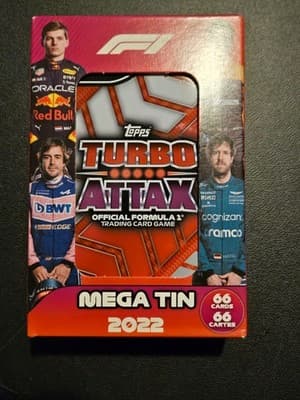 F1
ORACLE
Red Bull
Topps
TURBO
ATTAX
OFFICIAL FORMULA 1
TRADING CARD GAME
BWT
cognizant
aramco
MEGA TIN
2022
66
CARDS
66
CARTES